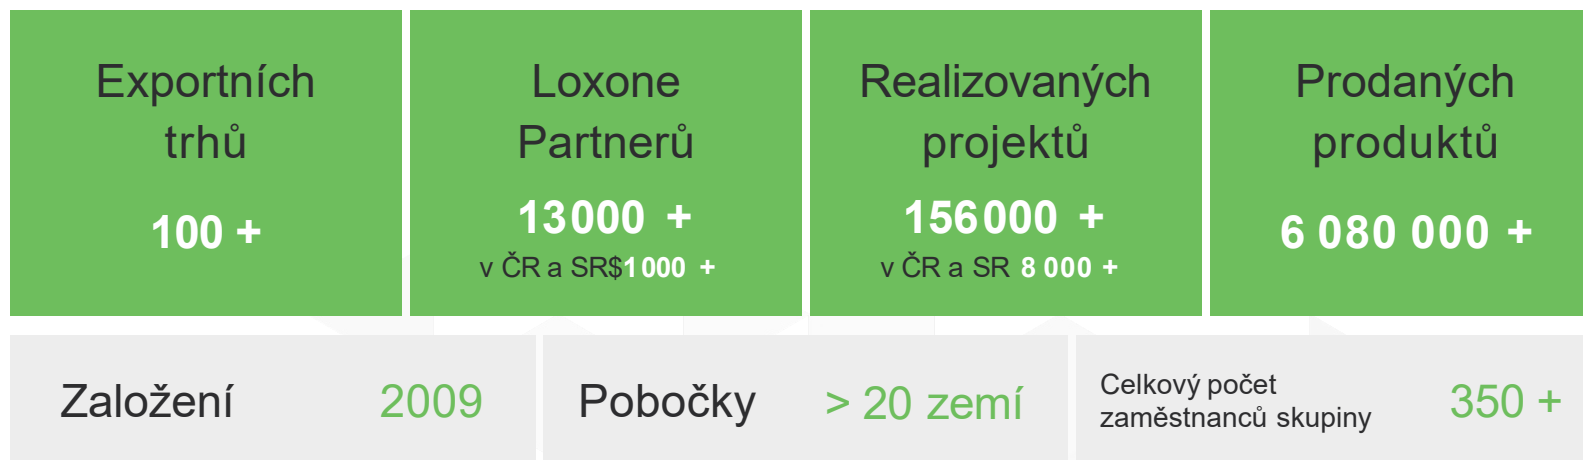 Exportních
trhů
100 +
Loxone
Partnerů
13000 +
v ČR a SR$1000 +
Realizovaných
projektů
156000 +
v ČR a SR 8 000 +
Prodaných
produktů
6 080 000 +
Založení 2009
Pobočky > 20 zemí
Celkový počet
zaměstnanců skupiny
350 +